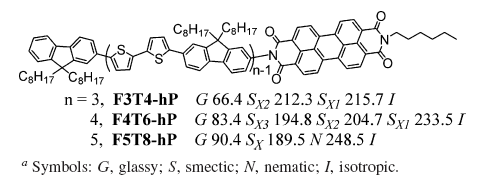 C8H17 C8H17 C8H17 O O
S S N N
C8H17 C8H17 n-1 O O
n = 3, F3T4-hP G 66.4 SX2 212.3 SX1 215.7 I
4, F4T6-hP G 83.4 SX3 194.8 SX2 204.7 SX1 233.5 I
5, F5T8-hP G 90.4 SX 189.5 N 248.5 I
a Symbols: G, glassy; S, smectic; N, nematic; I, isotropic.